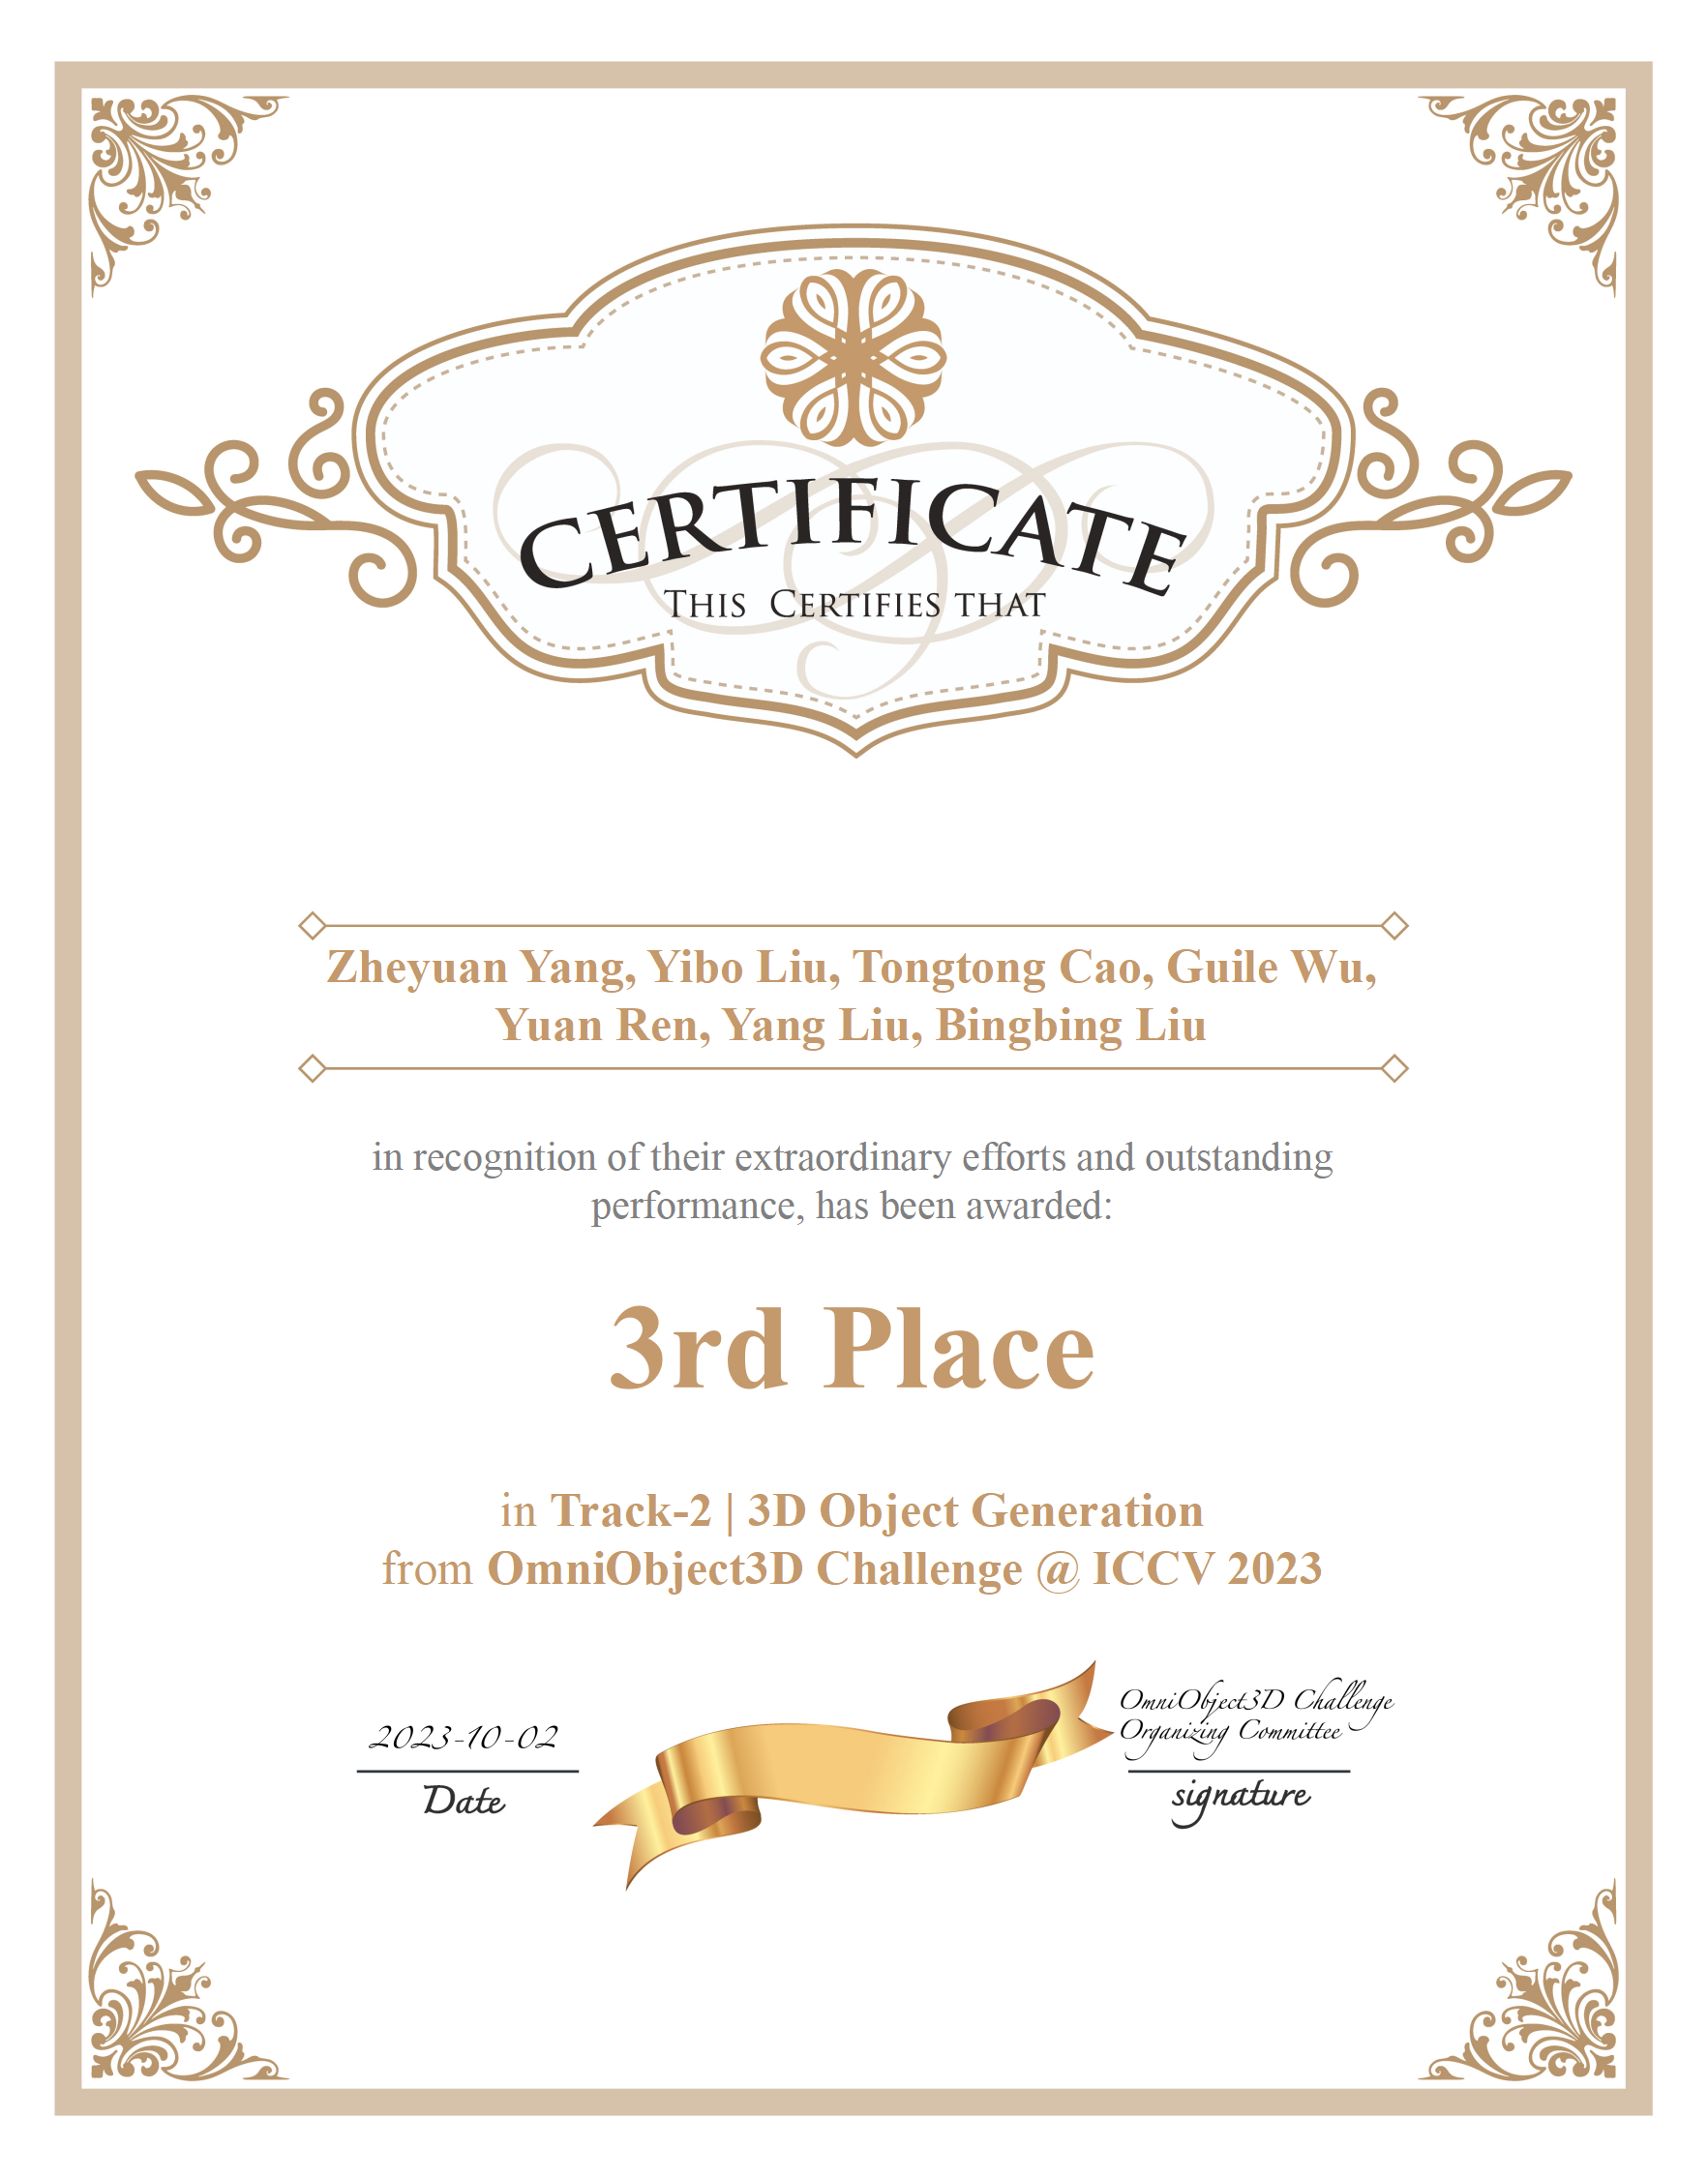 CERTIFICATE
THIS CERTIFIES THAT
Zheyuan Yang, Yibo Liu, Tongtong Cao, Guile Wu,
Yuan Ren, Yang Liu, Bingbing Liu
in recognition of their extraordinary efforts and outstanding
performance, has been awarded:
3rd Place
in Track-2 | 3D Object Generation
from OmniObject3D Challenge @ ICCV 2023
2023-10-02
Date
OmniObject3D Challenge
Organizing Committee
signature